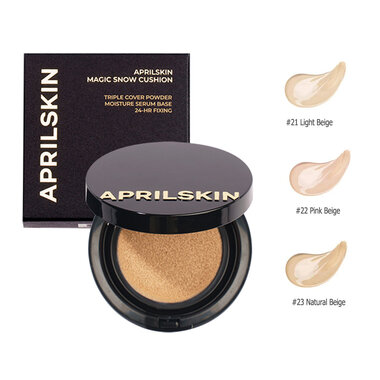 APRILSKIN
APRILSKIN
MAGIC SNOW CUSHION
TRIPLE COVER POWDER
MOISTURE SERUM BASE
24-HR FIXING
APRILSKIN
#21 Light Beige
#22 Pink Beige
#23 Natural Beige